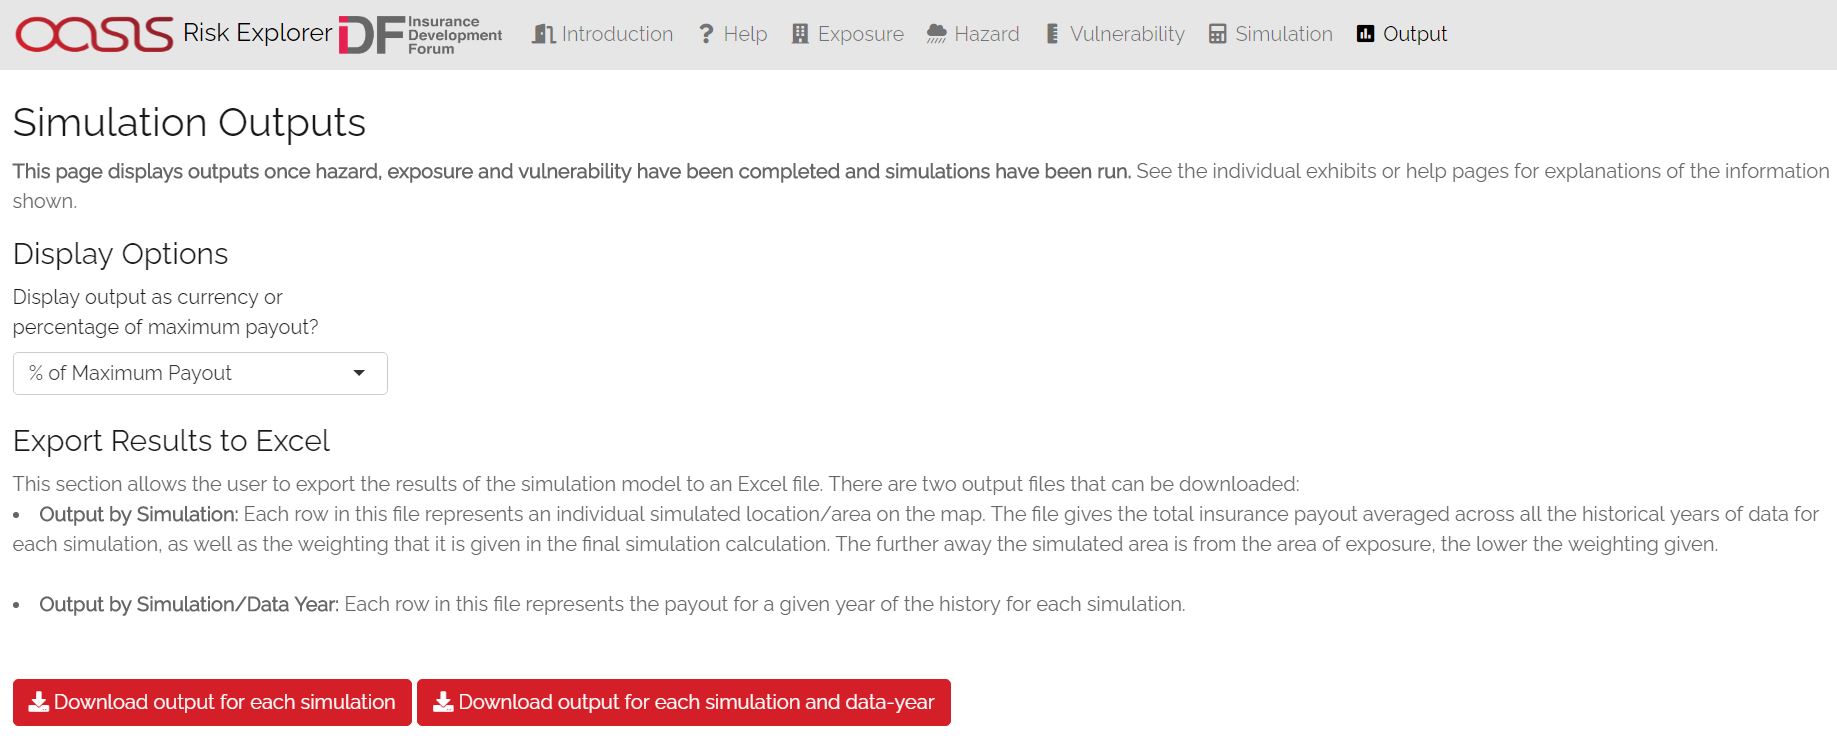 OASIS Risk Explorer IDF Insurance Development Forum Introduction ? Help Exposure Hazard Vulnerability Simulation Output
Simulation Outputs
This page displays outputs once hazard, exposure and vulnerability have been completed and simulations have been run. See the individual exhibits or help pages for explanations of the information
shown.
Display Options
Display output as currency or
percentage of maximum payout?
% of Maximum Payout
Export Results to Excel
This section allows the user to export the results of the simulation model to an Excel file. There are two output files that can be downloaded:
• Output by Simulation: Each row in this file represents an individual simulated location/area on the map. The file gives the total insurance payout averaged across all the historical years of data for
each simulation, as well as the weighting that it is given in the final simulation calculation. The further away the simulated area is from the area of exposure, the lower the weighting given.
• Output by Simulation/Data Year: Each row in this file represents the payout for a given year of the history for each simulation.
Download output for each simulation Download output for each simulation and data-year